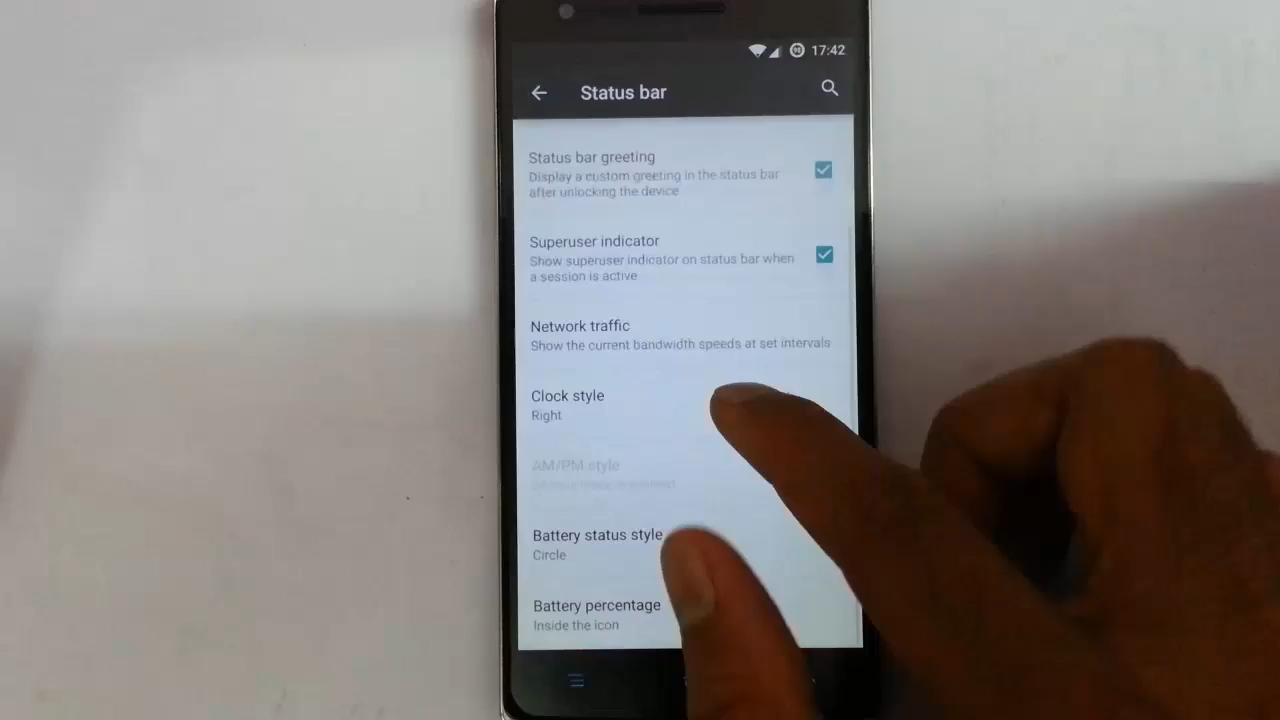 17:42
Status bar
Status bar greeting
Display a custom greeting in the status bar
after unlocking the device
Superuser indicator
Show superuser indicator on status bar when
a session is active
Network traffic
Show the current bandwidth speeds at set intervals
Clock style
Right
AM/PM style
Battery status style
Circle
Battery percentage
Inside the icon